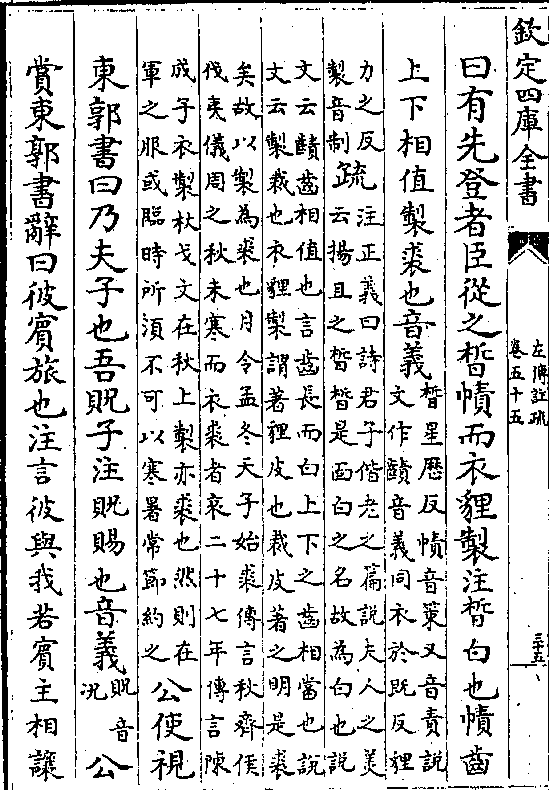 欽定四庫全書
左傳註疏
卷五十五
三十五
曰有先登者臣從之晳幘而衣貍製注晳白也幘齒
上下相值製裘也音義
晳星歷反幘音策又音責説
文作䶦音義同衣於既反貍
力之反
製音制
疏
注正義曰詩君子偕老之篇説夫人之美
云揚且之晳晳是面白之名故為白也説
文云䶦齒相值也言齒長而白上下之齒相當也説
文云製裁也衣貍製謂著貍皮也裁皮著之明是裘
矣故以製為裘也月令孟冬天子始裘傳言秋齊侯
伐夷儀周之秋未寒而衣裘者哀二十七年傳言陳
成子衣製杖戈文在秋上製亦裘也然則在
軍之服或臨時所須不可以寒暑常節約之
公使視
東郭書曰乃夫子也吾貺子注貺賜也音義
貺音
况
公
賞東郭書辭曰彼賓旅也注言彼與我若賓主相讓